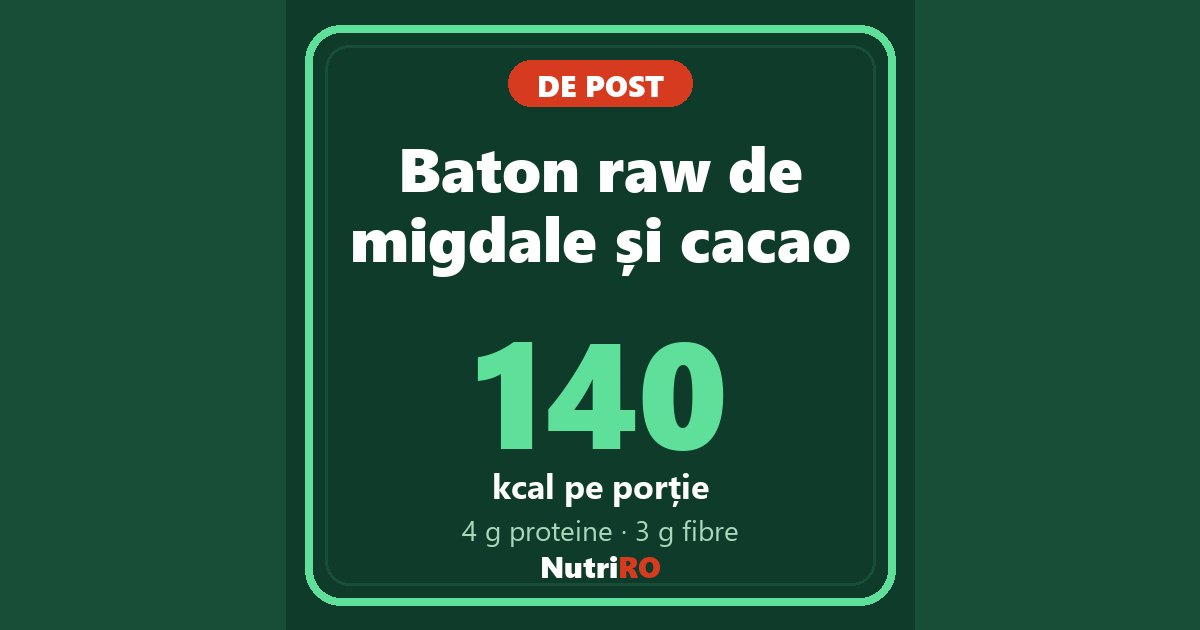 DE POST
Baton raw de
migdale și cacao
140
kcal pe porție
4 g proteine · 3 g fibre
NutriRO